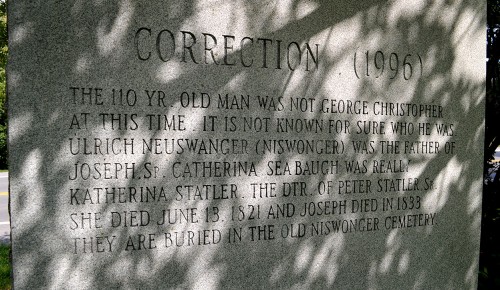 CORRECTION (1996)
THE 110 YR. OLD MAN WAS NOT GEORGE CHRISTOPHER
AT THIS TIME. IT IS NOT KNOWN FOR SURE WHO HE WAS.
ULRICH NEUSWANGER (NISWONGER) WAS THE FATHER OF
JOSEPH, SR. CATHERINA SEABAUGH WAS REALLY
KATHERINA STATLER, THE DTR. OF PETER STATLER, SR.
SHE DIED JUNE 13, 1821 AND JOSEPH DIED IN 1833
THEY ARE BURIED IN THE OLD NISWONGER CEMETERY.